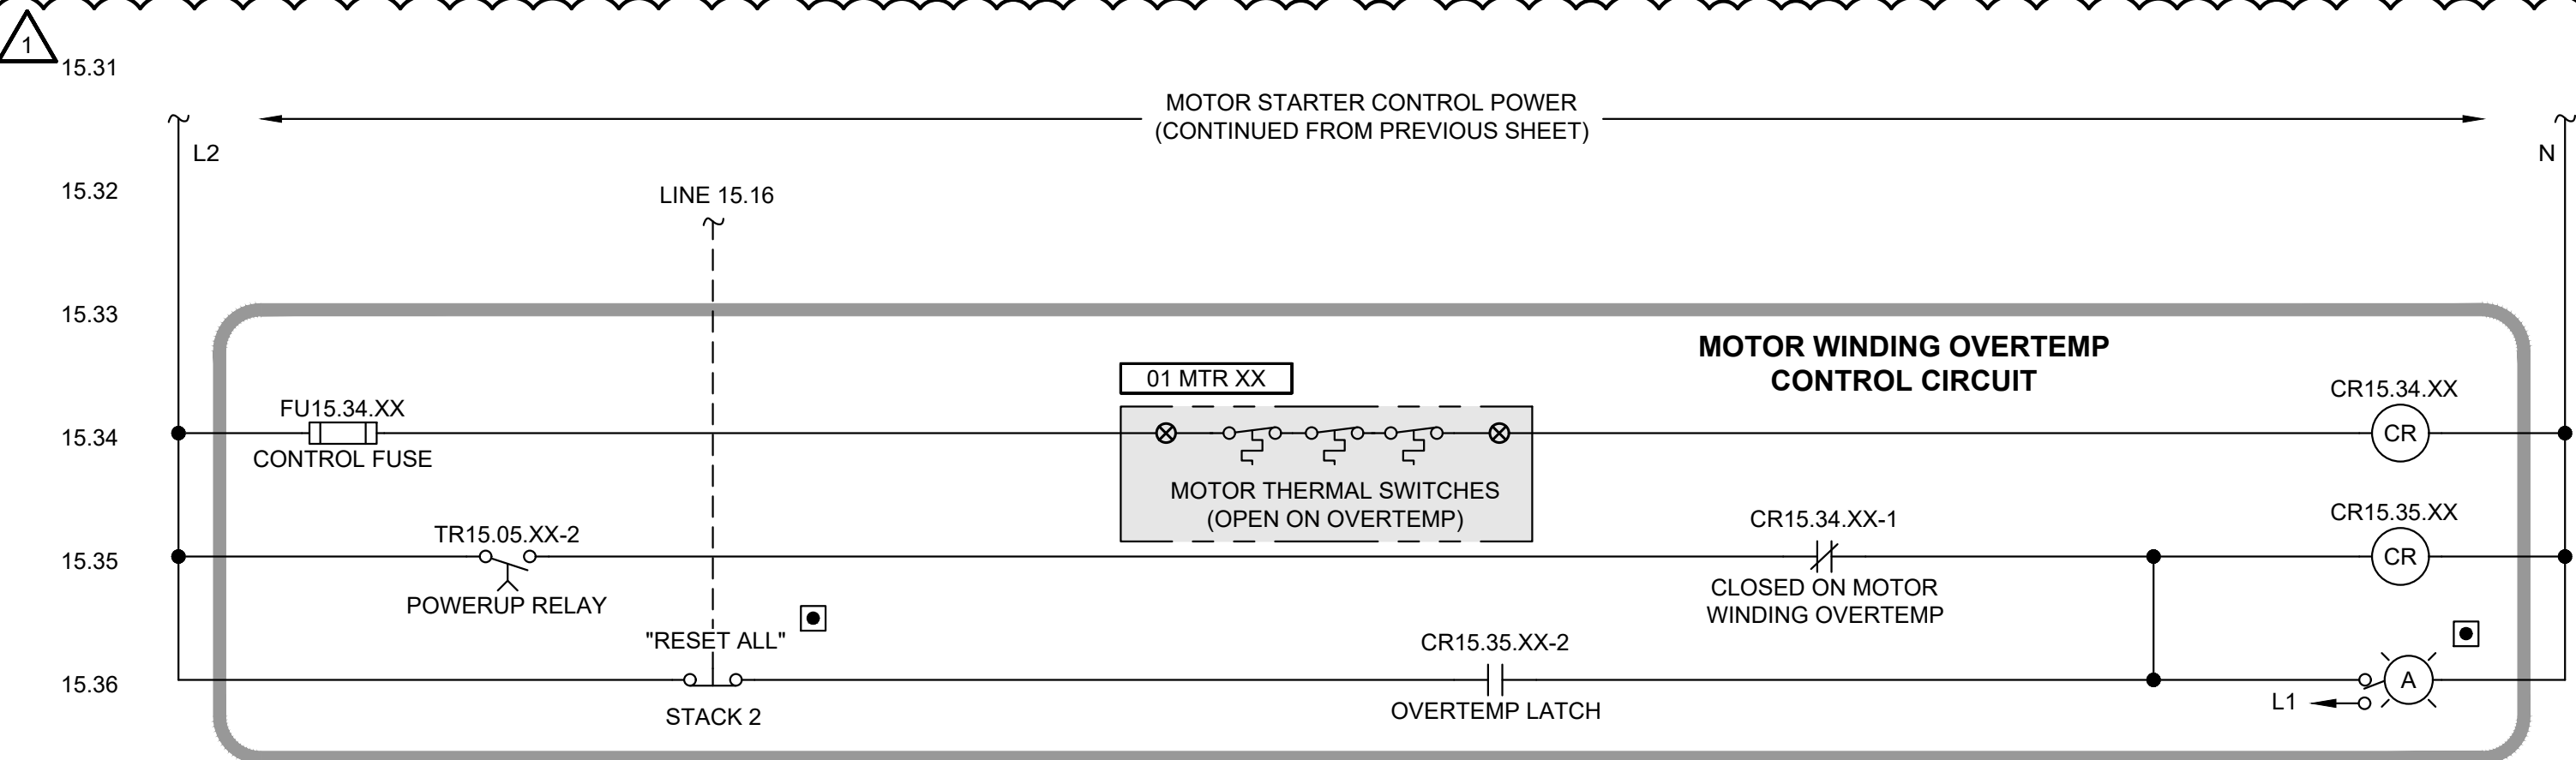 1
15.31
MOTOR STARTER CONTROL POWER
(CONTINUED FROM PREVIOUS SHEET)
L2
N
15.32
LINE 15.16
15.33
MOTOR WINDING OVERTEMP
CONTROL CIRCUIT
01 MTR XX
CR15.34.XX
FU15.34.XX
15.34
CR
CONTROL FUSE
MOTOR THERMAL SWITCHES
(OPEN ON OVERTEMP)
CR15.34.XX-1
CR15.35.XX
TR15.05.XX-2
15.35
CR
POWERUP RELAY
CLOSED ON MOTOR
WINDING OVERTEMP
"RESET ALL"
CR15.35.XX-2
15.36
A
L1
STACK 2
OVERTEMP LATCH